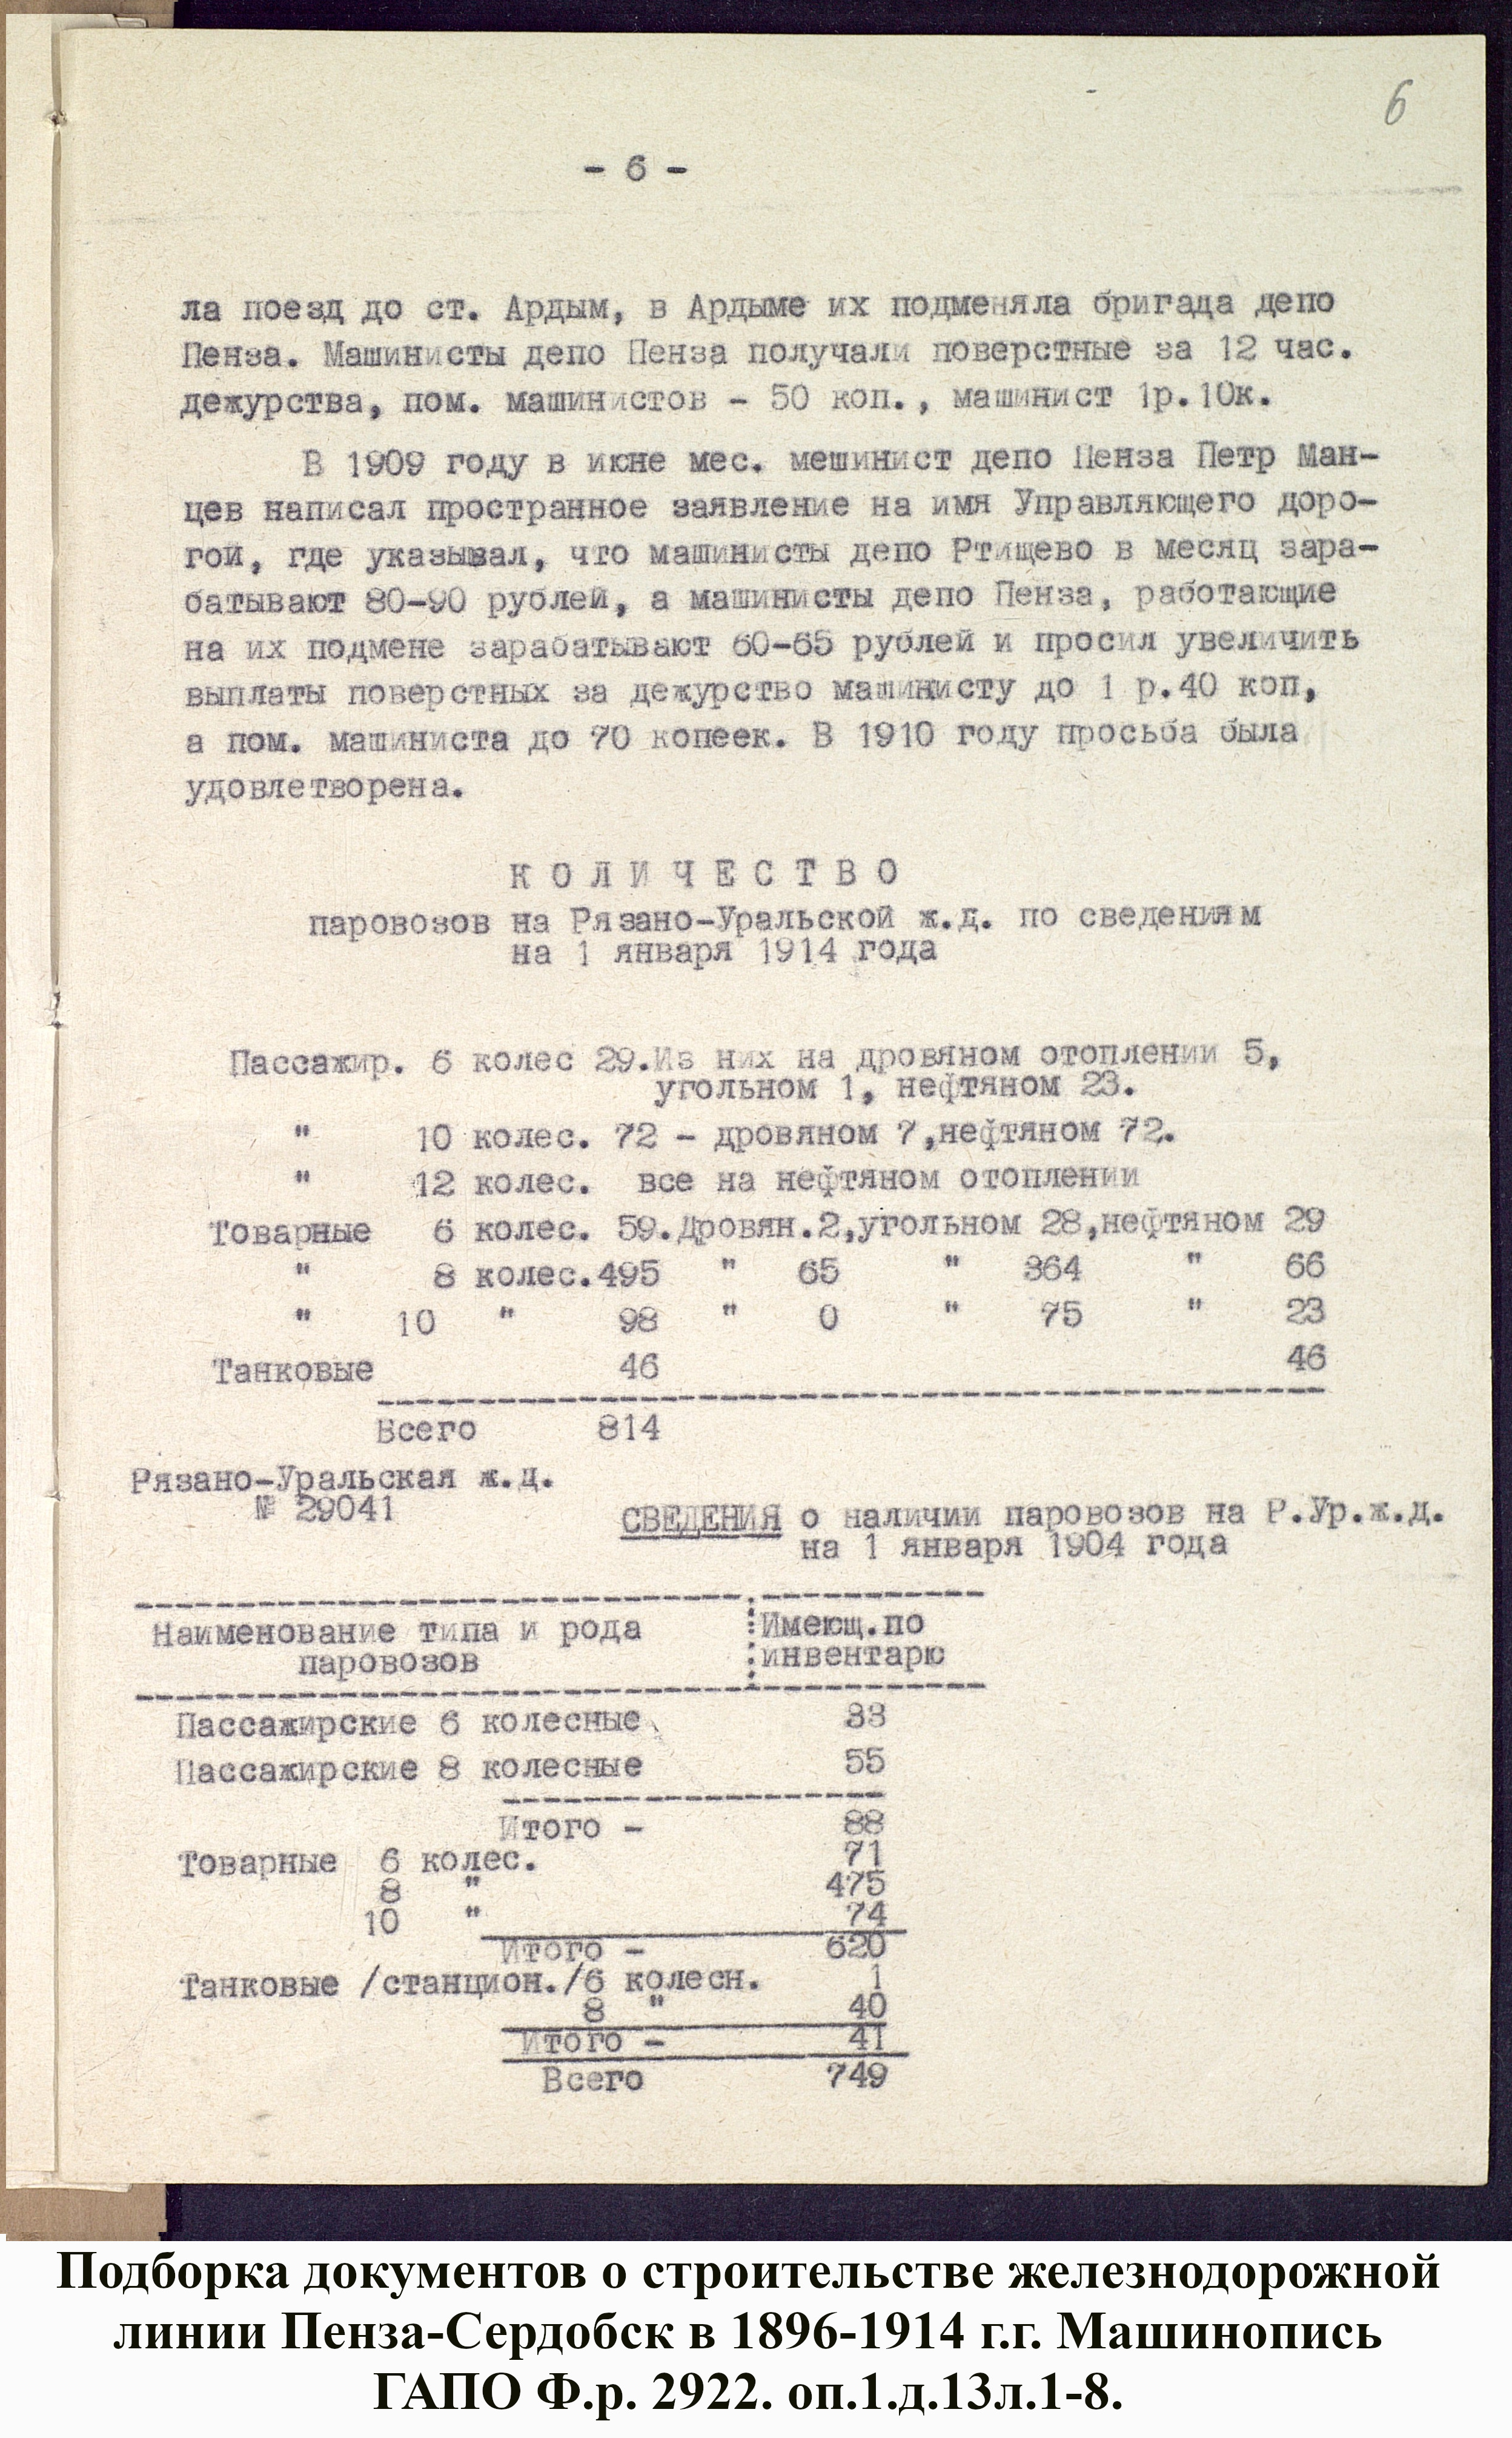 6
- 6 -
ла поезд до ст. Ардым, в Ардыме их подменяла бригада депо
Пенза. Машинисты депо Пенза получали поверстные за 12 час.
дежурства, пом. машинистов - 50 коп., машинист 1р.10к.
В 1909 году в июне мес. мешинист депо Пенза Петр Ман-
цев написал пространное заявление на имя Управляющего доро-
гой, где указывал, что машинисты депо Ртищево в месяц зара-
батывают 80-90 рублей, а машинисты депо Пенза, работающие
на их подмене зарабатывают 60-65 рублей и просил увеличить
выплаты поверстных за дежурство машинисту до 1 р.40 коп,
а пом. машиниста до 70 копеек. В 1910 году просьба была
удовлетворена.
К О Л И Ч Е С Т В О
паровозов на Рязано-Уральской ж.д. по сведениям
на 1 января 1914 года
Пассажир. 6 колес 29.Из них на дровяном отоплении 5,
угольном 1, нефтяном 23.
" 10 колес. 72 - дровяном 7,нефтяном 72.
" 12 колес. все на нефтяном отоплении
Товарные 6 колес. 59.Дровян.2,угольном 28,нефтяном 29
" 8 колес.495 " 65 " 364 " 66
" 10 " 98 " 0 " 75 " 23
Танковые 46 46
Всего 814
Рязано-Уральская ж.д.
№ 29041
СВЕДЕНИЯ о наличии паровозов на Р.Ур.ж.д.
на 1 января 1904 года
Наименование типа и рода Имеющ.по
паровозов инвентарю
Пассажирские 6 колесные 33
Пассажирские 8 колесные 55
Итого - 88
Товарные 6 колес. 71
8 " 475
10 " 74
Итого - 620
Танковые /станцион./6 колесн. 1
8 " 40
Итого - 41
Всего 749
Подборка документов о строительстве железнодорожной
линии Пенза-Сердобск в 1896-1914 г.г. Машинопись
ГАПО Ф.р. 2922. оп.1.д.13л.1-8.